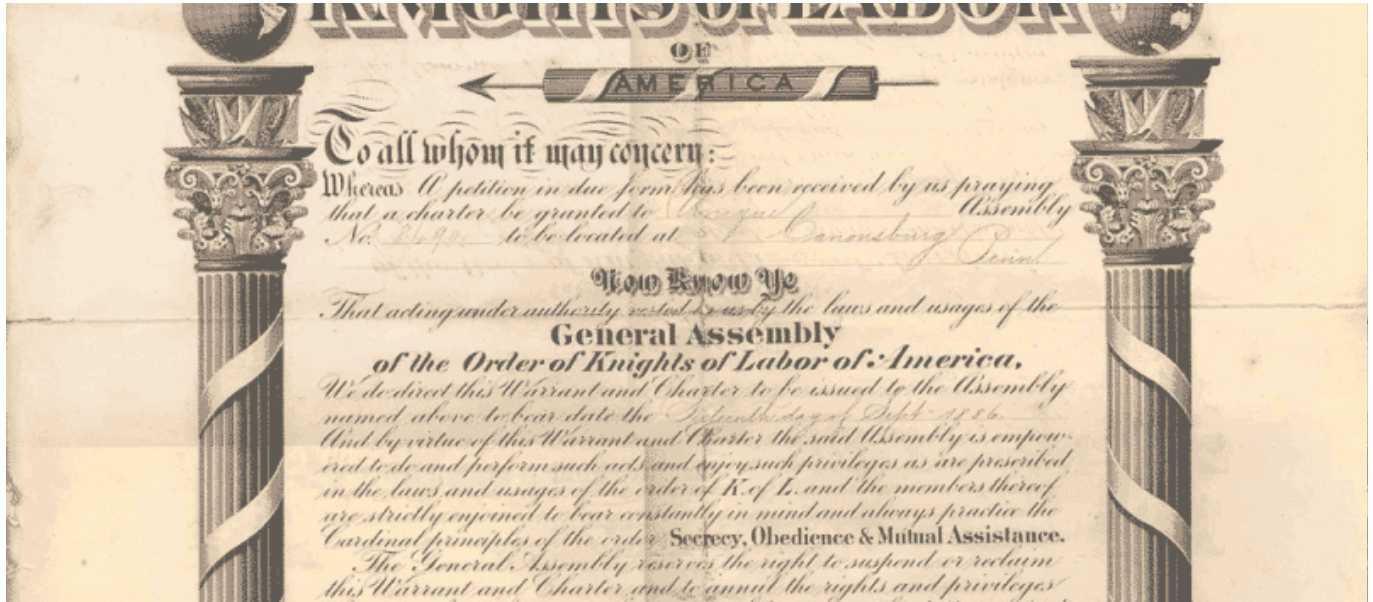 KNIGHTS OF LABOR
OF
AMERICA
To all whom it may concern:
Whereas A petition in due form has been received by us praying
that a charter be granted to Unique Assembly
No. to be located at Canonsburg
Penn.
Now Know Ye
That acting under authority vested in us by the laws and usages of the
General Assembly
of the Order of Knights of Labor of America.
We do direct this Warrant and Charter to be issued to the Assembly
named above to bear date the day of Sept 1886
And by virtue of this Warrant and Charter the said Assembly is empow-
ered to do and perform such acts and enjoy such privileges as are prescribed
in the laws and usages of the order of K. of L. and the members thereof
are strictly enjoined to bear constantly in mind and always practice the
Cardinal principles of the order Secrecy, Obedience & Mutual Assistance.
The General Assembly reserves the right to suspend or reclaim
this Warrant and Charter and to annul the rights and privileges